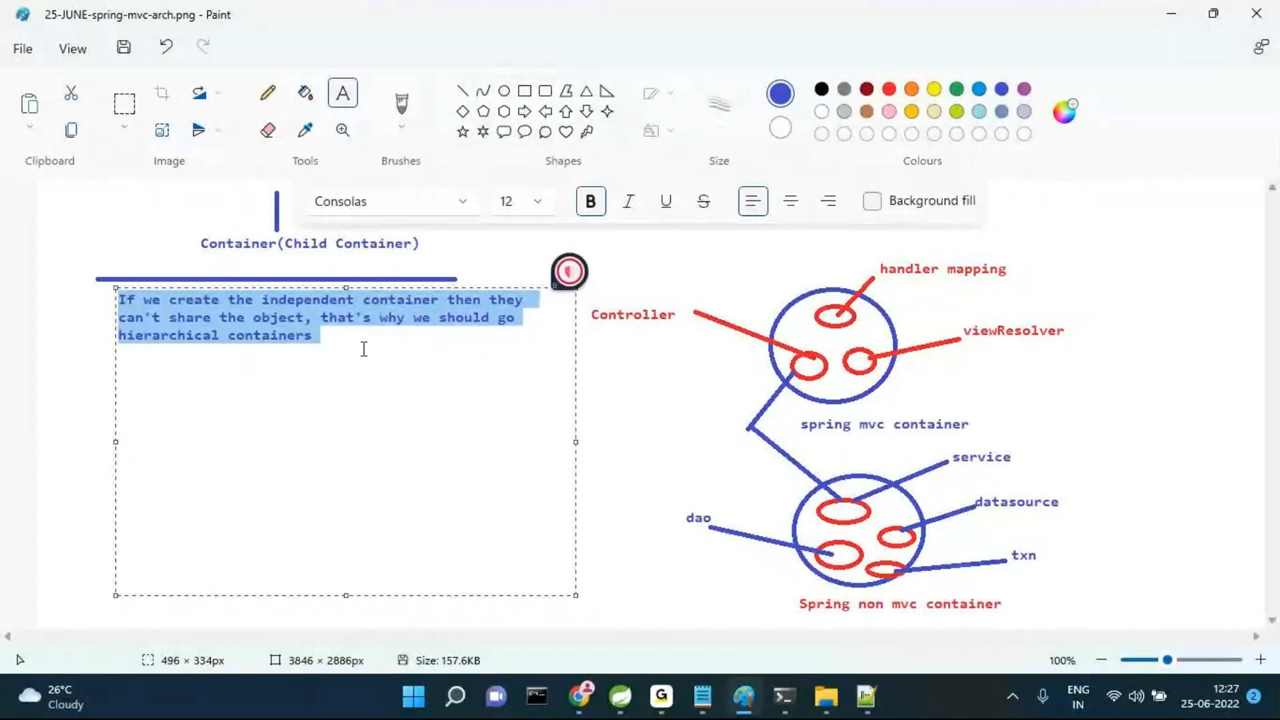 25-JUNE-spring-mvc-arch.png - Paint
File
View
Clipboard
Image
Tools
Brushes
Shapes
Size
Colours
A
Consolas
12
B
I
U
S
Background fill
Container(Child Container)
If we create the independent container then they
can't share the object, that's why we should go
hierarchical containers
handler mapping
Controller
viewResolver
spring mvc container
service
datasource
dao
txn
Spring non mvc container
496 × 334px
3846 × 2886px
Size: 157.6KB
100%
26°C
Cloudy
G
ENG
IN
12:27
25-06-2022
2